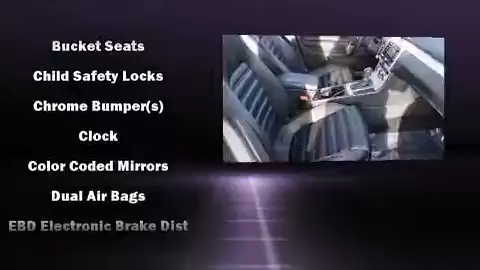 Bucket Seats
Child Safety Locks
Chrome Bumper(s)
Clock
Color Coded Mirrors
Dual Air Bags
EBD Electronic Brake Dist